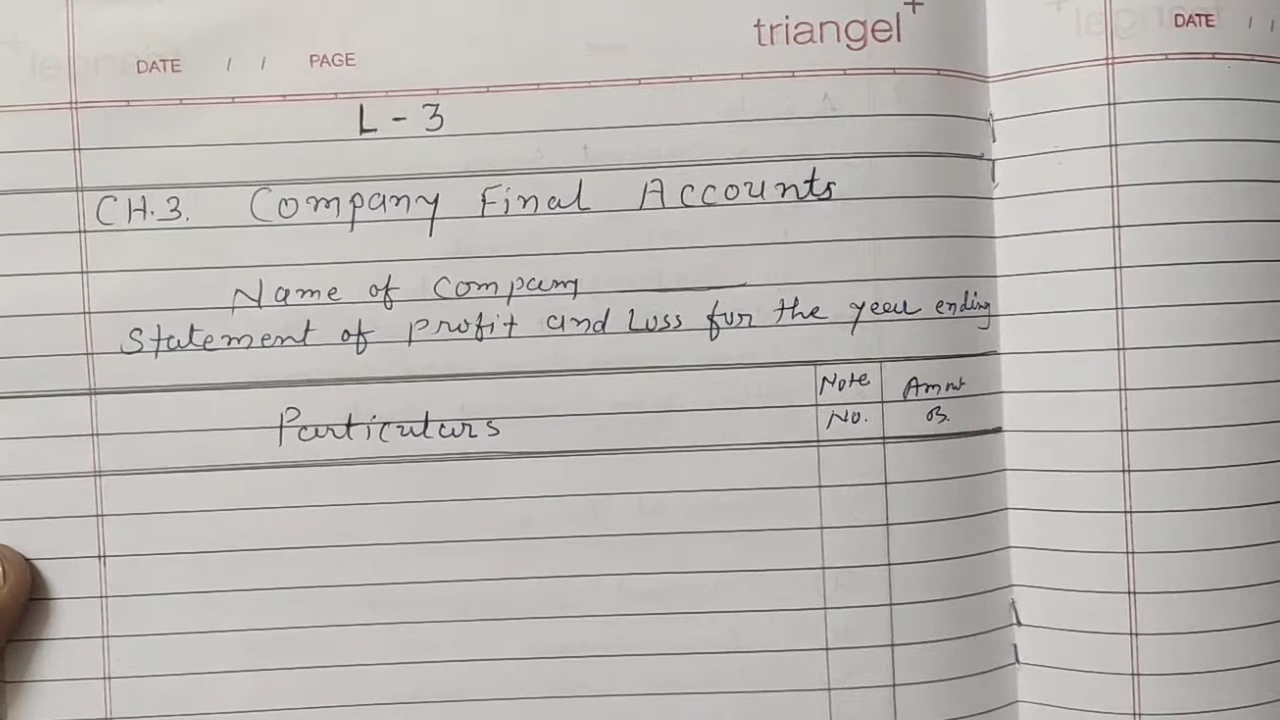 triangel+
DATE / / PAGE
DATE / /
L - 3
CH.3. Company Final Accounts
Name of Company
Statement of Profit and Loss for the year ending
Particulars
Note No.
Amnt